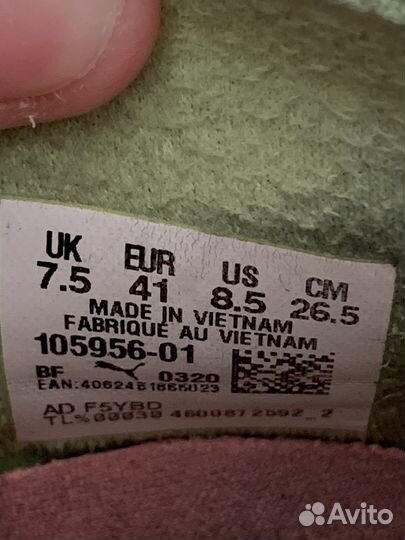 UK EUR US CM
7.5 41 8.5 26.5
MADE IN VIETNAM
FABRIQUÉ AU VIETNAM
105956-01
BF 0320
AD F5YBD
Avito